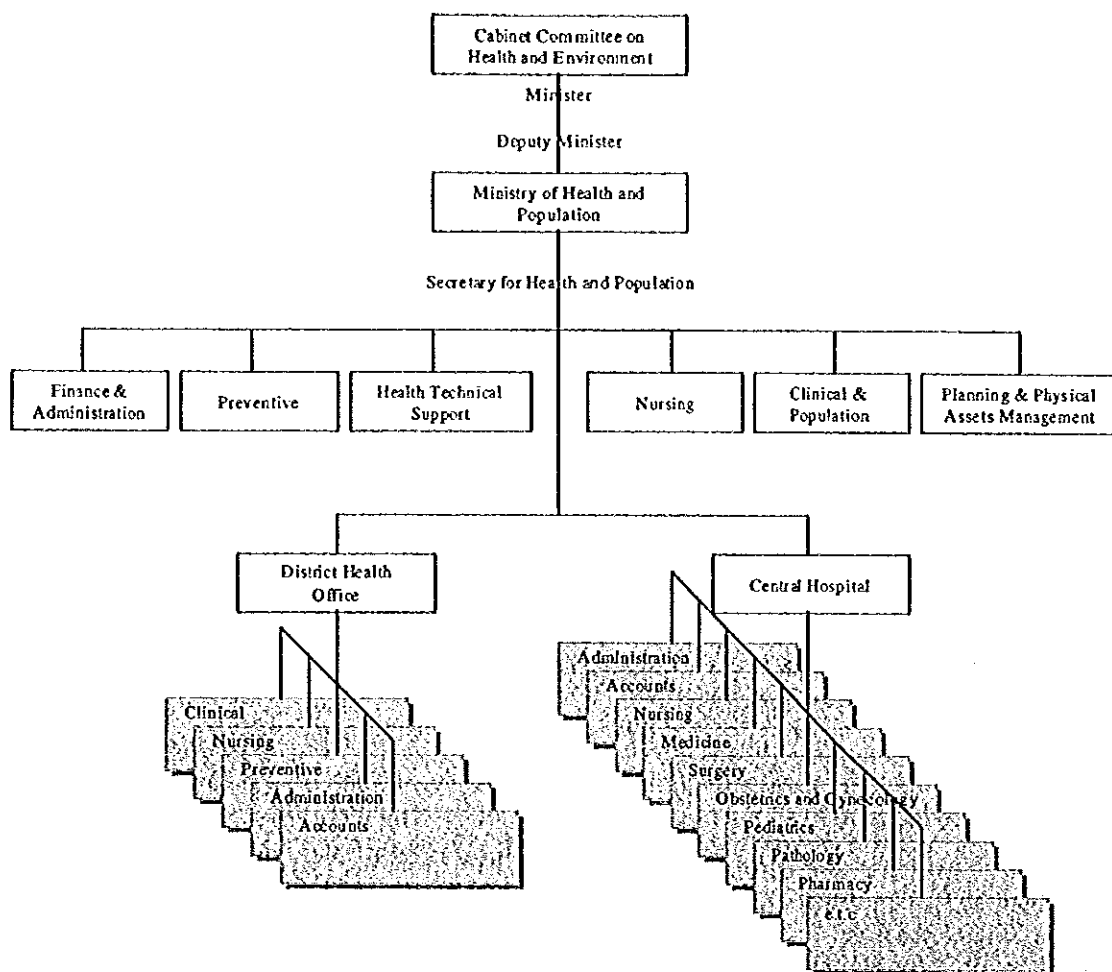 Cabinet Committee on
Health and Environment
Minister
Deputy Minister
Ministry of Health and
Population
Secretary for Health and Population
Finance &
Administration
Preventive
Health Technical
Support
Nursing
Clinical &
Population
Planning & Physical
Assets Management
District Health
Office
Clinical
Nursing
Preventive
Administration
Accounts
Central Hospital
Administration
Accounts
Nursing
Medicine
Surgery
Obstetrics and Gynecology
Pediatrics
Pathology
Pharmacy
e.t.c